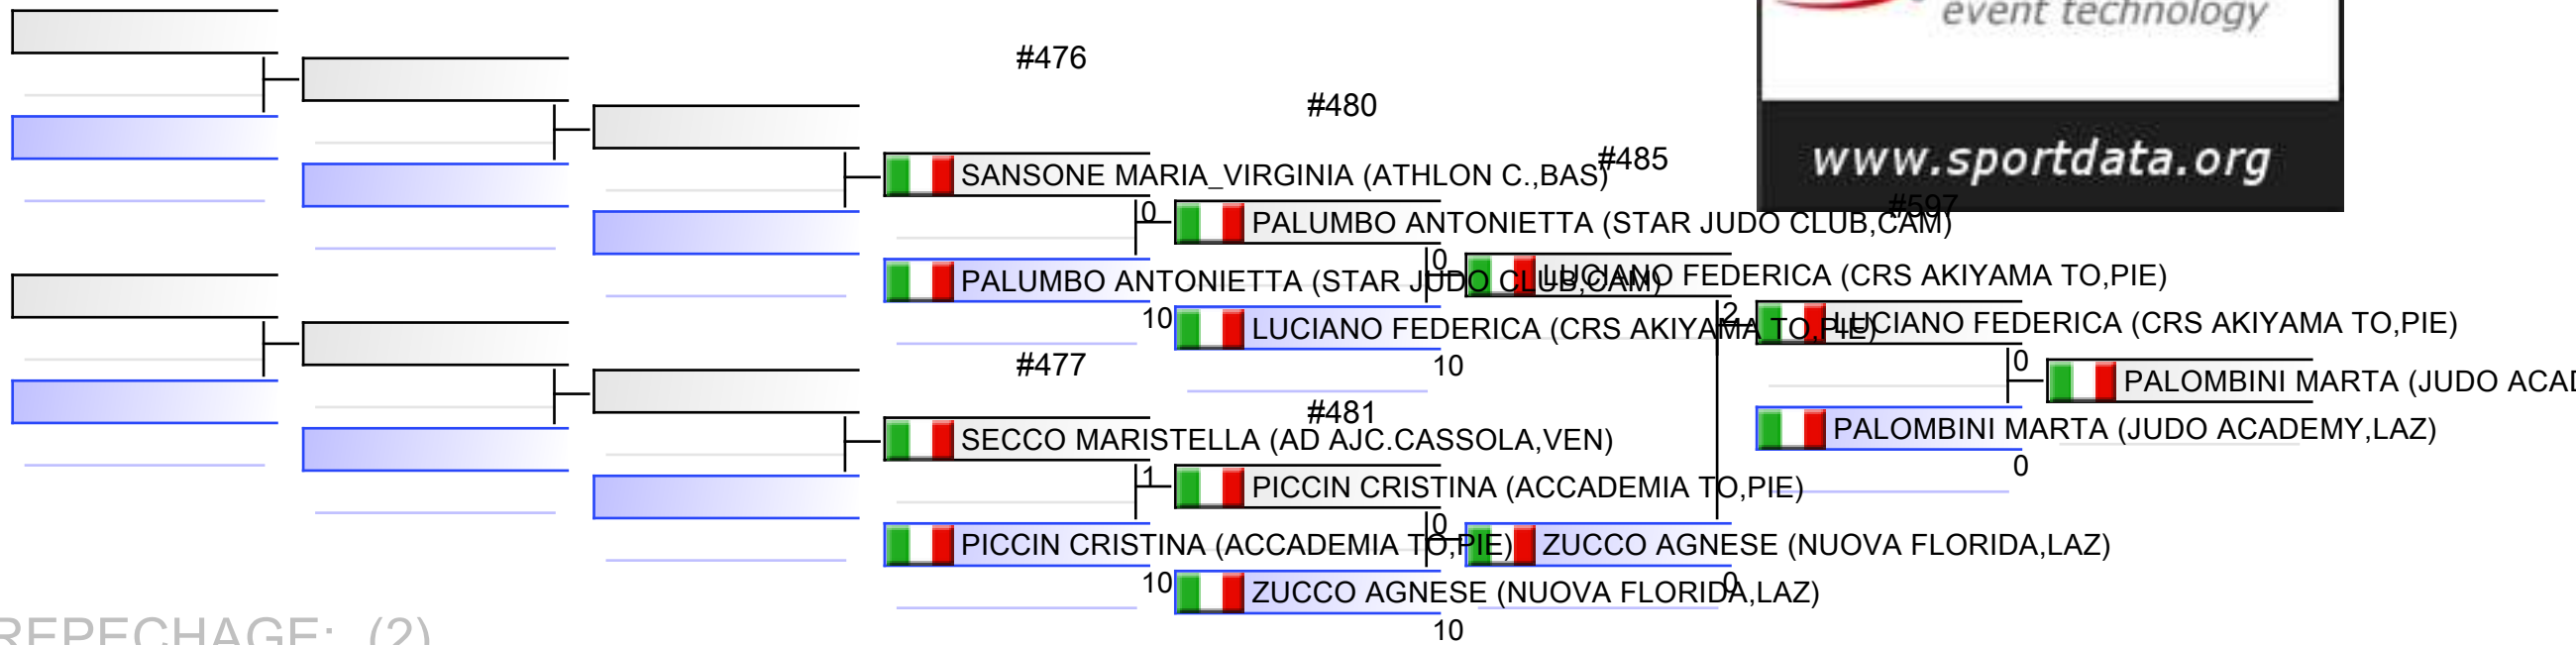 event technology
#476
#480
#485
www.sportdata.org
SANSONE MARIA_VIRGINIA (ATHLON C.,BAS)
#597
0
PALUMBO ANTONIETTA (STAR JUDO CLUB,CAM)
0
LUCIANO FEDERICA (CRS AKIYAMA TO,PIE)
PALUMBO ANTONIETTA (STAR JUDO CLUB,CAM)
10
2
LUCIANO FEDERICA (CRS AKIYAMA TO,PIE)
LUCIANO FEDERICA (CRS AKIYAMA TO,PIE)
#477
10
0
PALOMBINI MARTA (JUDO ACAD
#481
PALOMBINI MARTA (JUDO ACADEMY,LAZ)
SECCO MARISTELLA (AD AJC.CASSOLA,VEN)
0
1
PICCIN CRISTINA (ACCADEMIA TO,PIE)
0
PICCIN CRISTINA (ACCADEMIA TO,PIE)
ZUCCO AGNESE (NUOVA FLORIDA,LAZ)
10
0
ZUCCO AGNESE (NUOVA FLORIDA,LAZ)
10
REPECHAGE: (2)